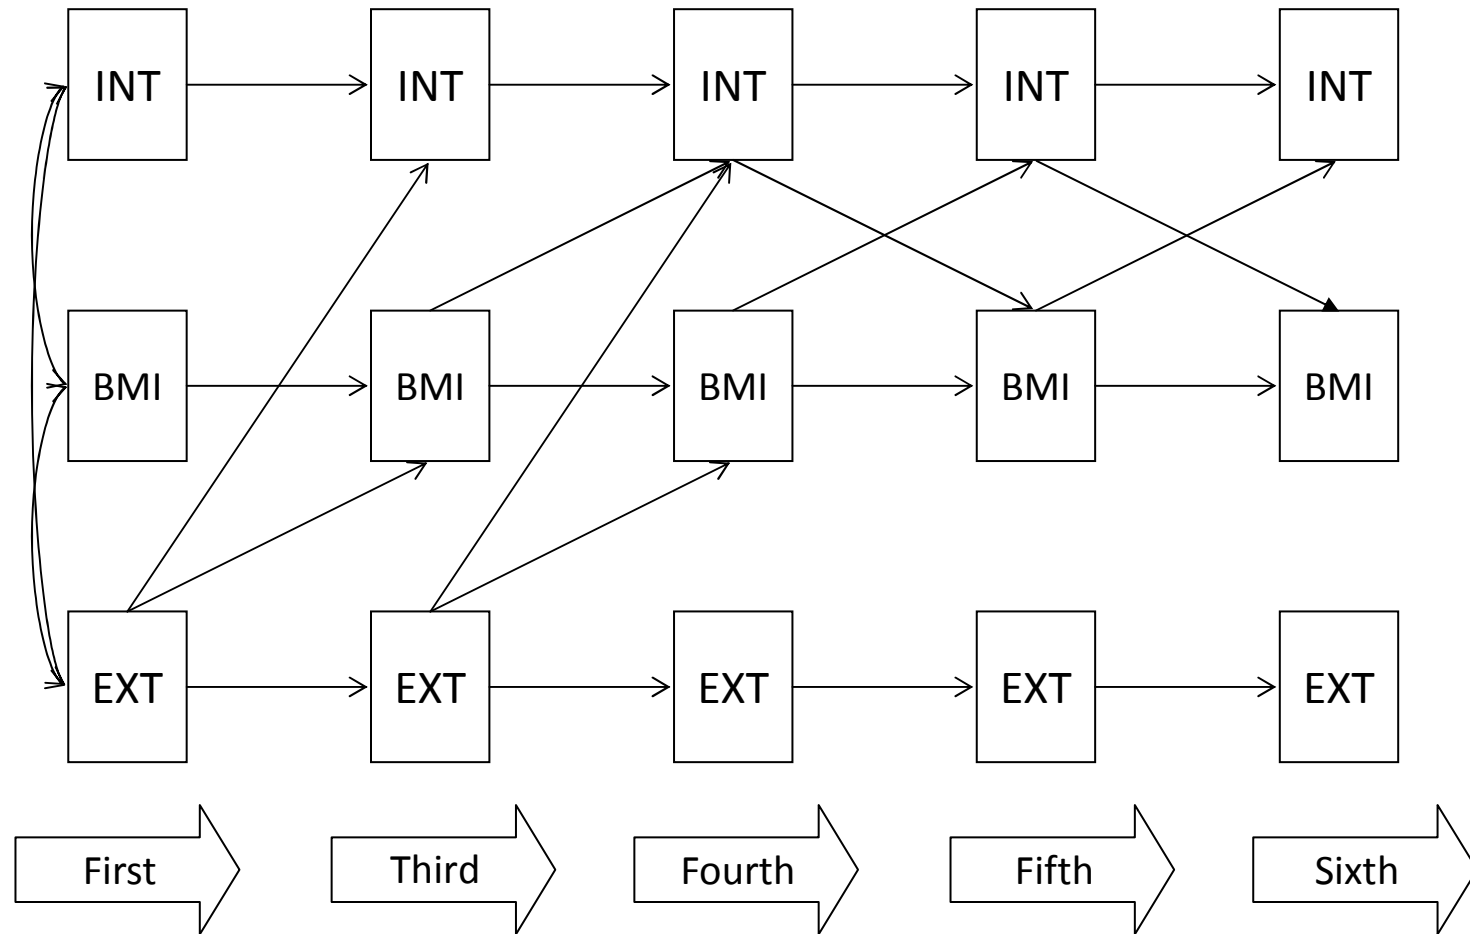 INT INT INT INT INT
BMI BMI BMI BMI BMI
EXT EXT EXT EXT EXT
First Third Fourth Fifth Sixth